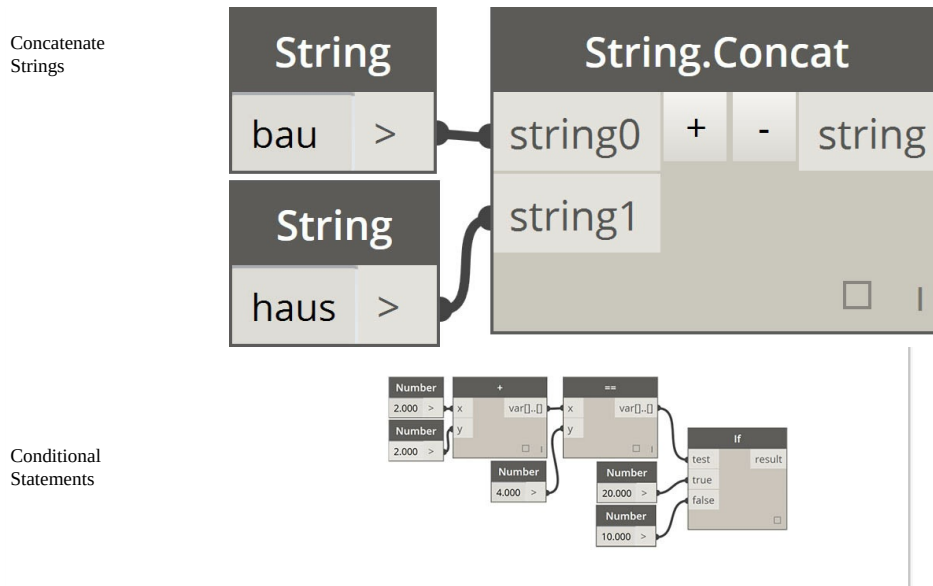 Concatenate
Strings
String
bau >
String
haus >
String.Concat
string0 + - string
string1
Conditional
Statements
Number
2.000 >
Number
2.000 >
+
x var[]..[]
y
Number
4.000 >
==
x var[]..[]
y
Number
20.000 >
Number
10.000 >
If
test result
true
false